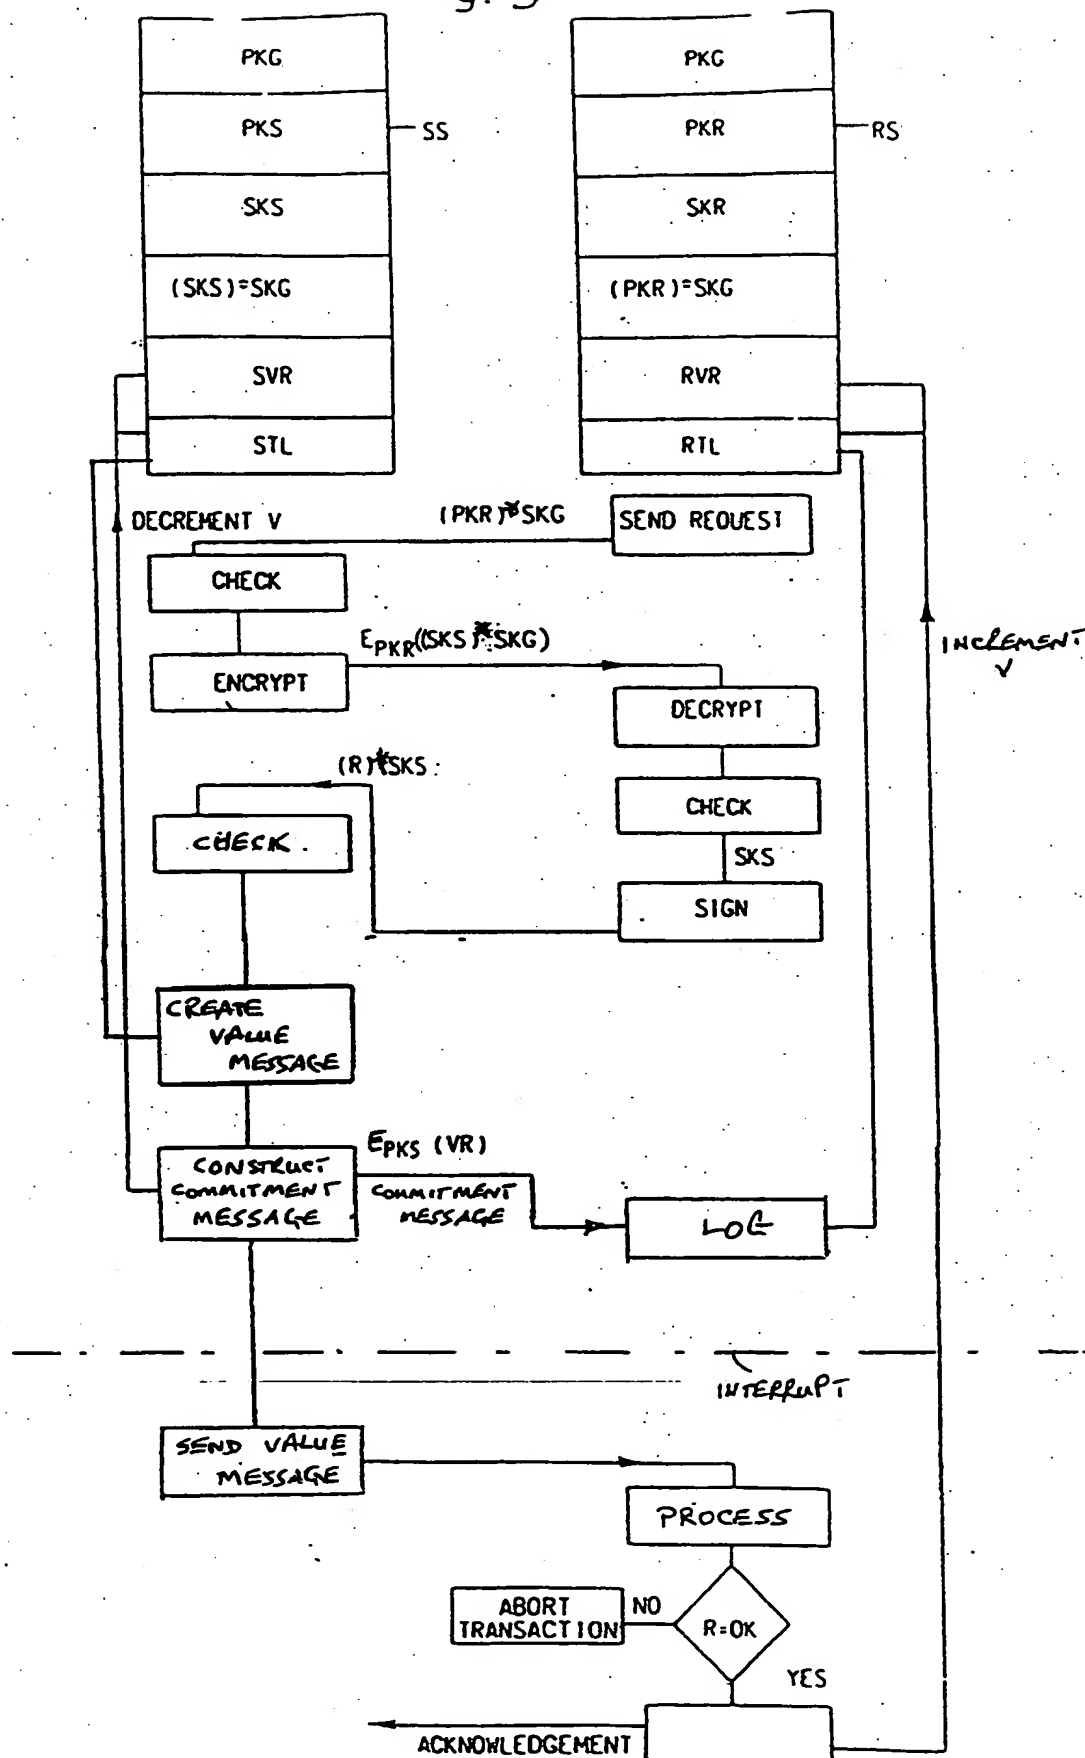 PKG
PKG
PKS
SS
PKR
RS
SKS
SKR
(SKS)*SKG
(PKR)*SKG
SVR
RVR
STL
RTL
DECREMENT V
(PKR)*SKG
SEND REQUEST
CHECK
EPKR((SKS)*SKG)
INCREMENT
V
ENCRYPT
DECRYPT
(R)*SKS
CHECK
CHECK
SKS
SIGN
CREATE
VALUE
MESSAGE
EPKS (VR)
CONSTRUCT
COMMITMENT
MESSAGE
COMMITMENT
MESSAGE
LOG
INTERRUPT
SEND VALUE
MESSAGE
PROCESS
ABORT
TRANSACTION
NO
R=OK
YES
ACKNOWLEDGEMENT